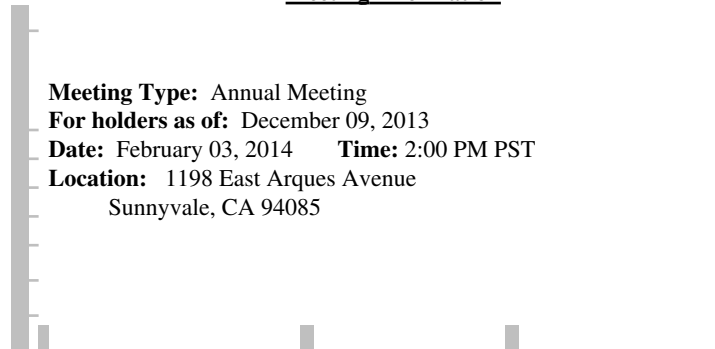 Meeting Type: Annual Meeting
For holders as of: December 09, 2013
Date: February 03, 2014 Time: 2:00 PM PST
Location: 1198 East Arques Avenue
Sunnyvale, CA 94085